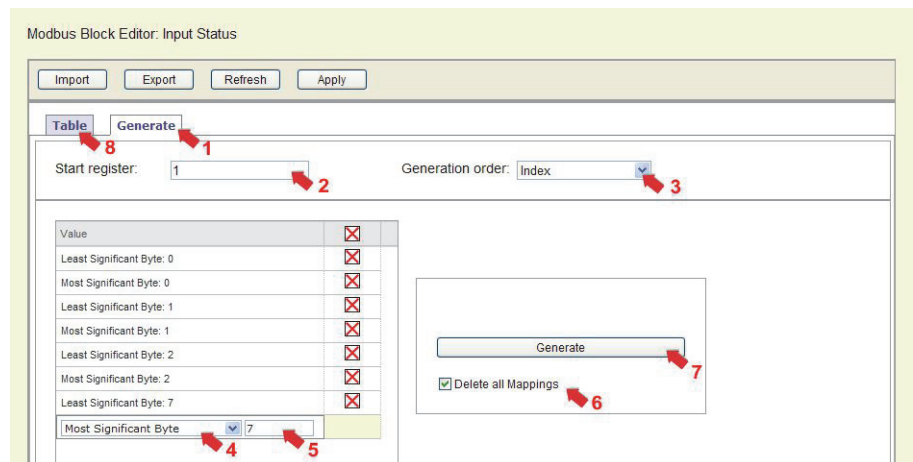 Modbus Block Editor: Input Status
Import Export Refresh Apply
Table Generate
8 1
Start register: 1 2 Generation order: Index 3
Value
Least Significant Byte: 0
Most Significant Byte: 0
Least Significant Byte: 1
Most Significant Byte: 1
Least Significant Byte: 2
Generate
Most Significant Byte: 2
7
Delete all Mappings
Least Significant Byte: 7
6
Most Significant Byte 7
4 5